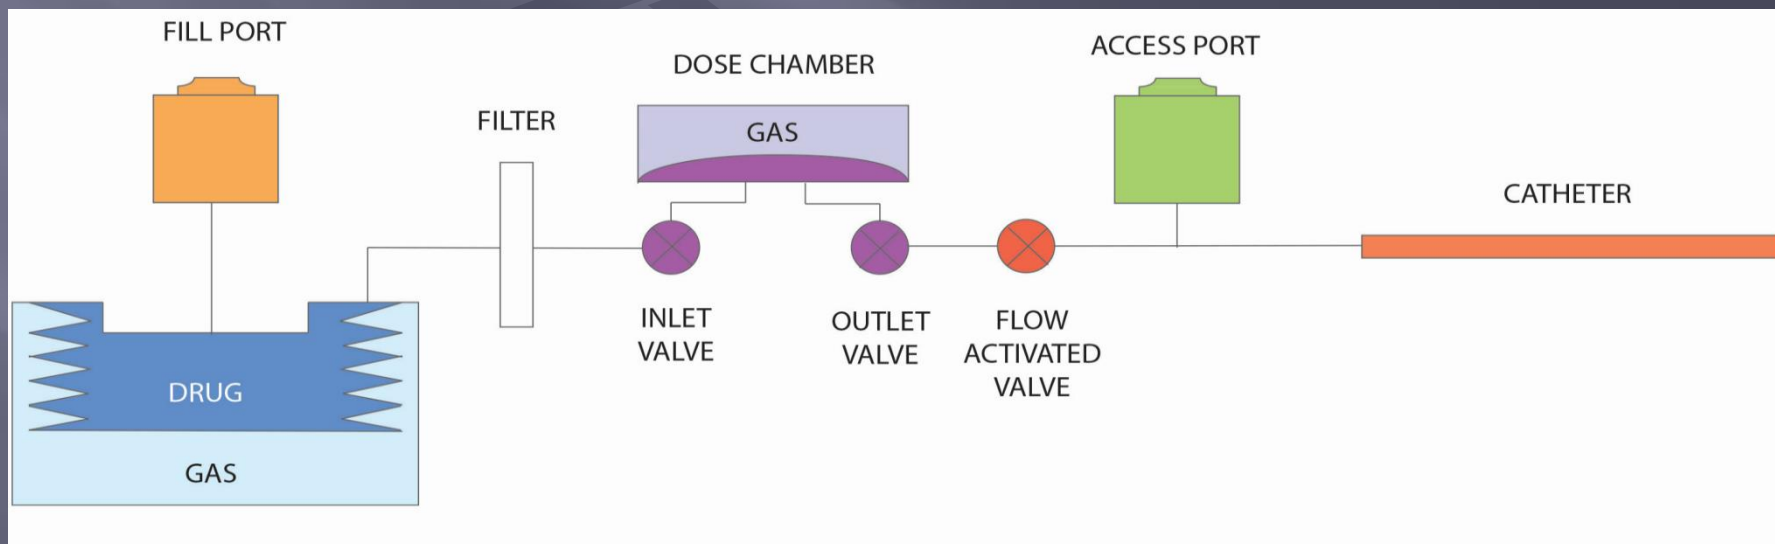 FILL PORT
FILTER
DOSE CHAMBER
GAS
ACCESS PORT
CATHETER
INLET
VALVE
OUTLET
VALVE
FLOW
ACTIVATED
VALVE
DRUG
GAS